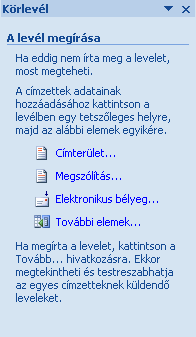 Körlevél
A levél megírása
Ha eddig nem írta meg a levelet,
most megteheti.
A címzettek adatainak
hozzáadásához kattintson a
levélben egy tetszőleges helyre,
majd az alábbi elemek egyikére.
Címterület...
Megszólítás...
Elektronikus bélyeg...
További elemek...
Ha megírta a levelet, kattintson a
Tovább... hivatkozásra. Ekkor
megtekintheti és testreszabhatja
az egyes címzetteknek küldendő
leveleket.